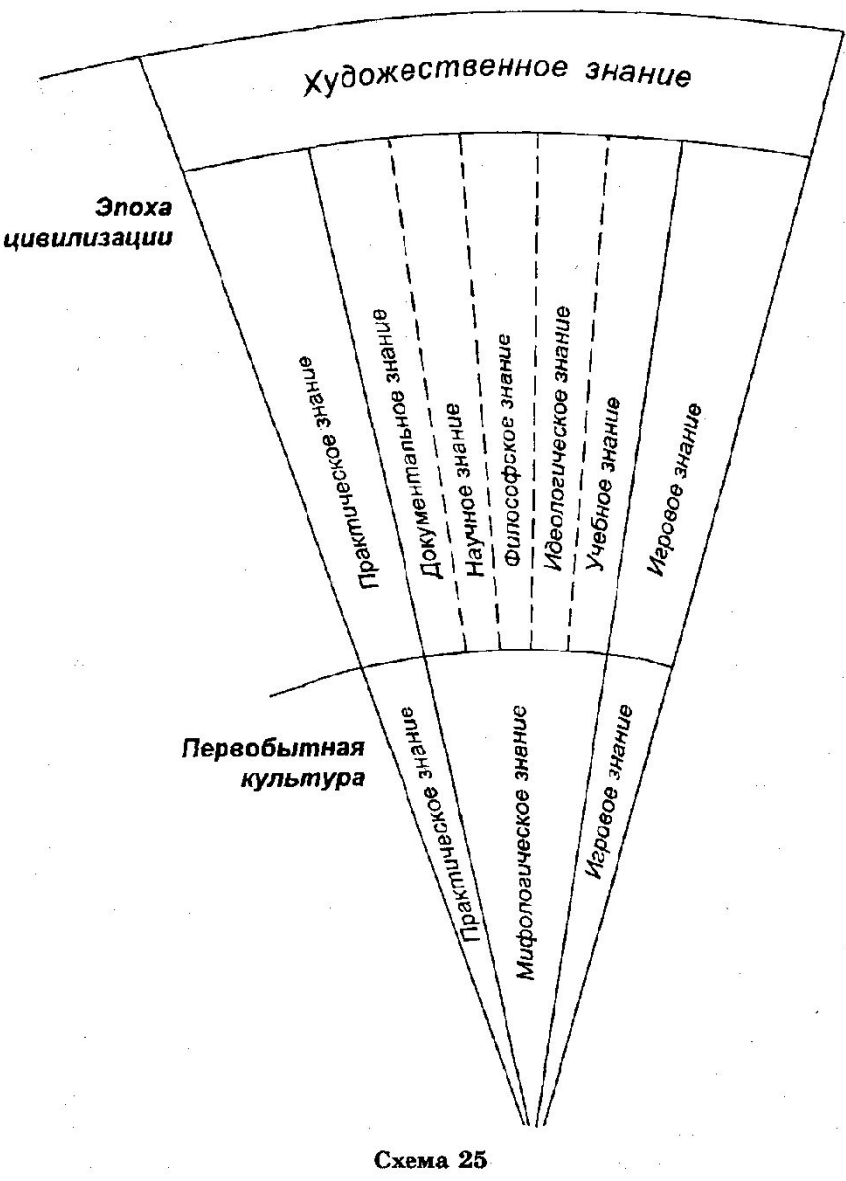 Художественное знание
Эпоха
цивилизации
Практическое знание
Документальное знание
Научное знание
Философское знание
Идеологическое знание
Учебное знание
Игровое знание
Первобытная
культура
Практическое знание
Мифологическое знание
Игровое знание
Схема 25